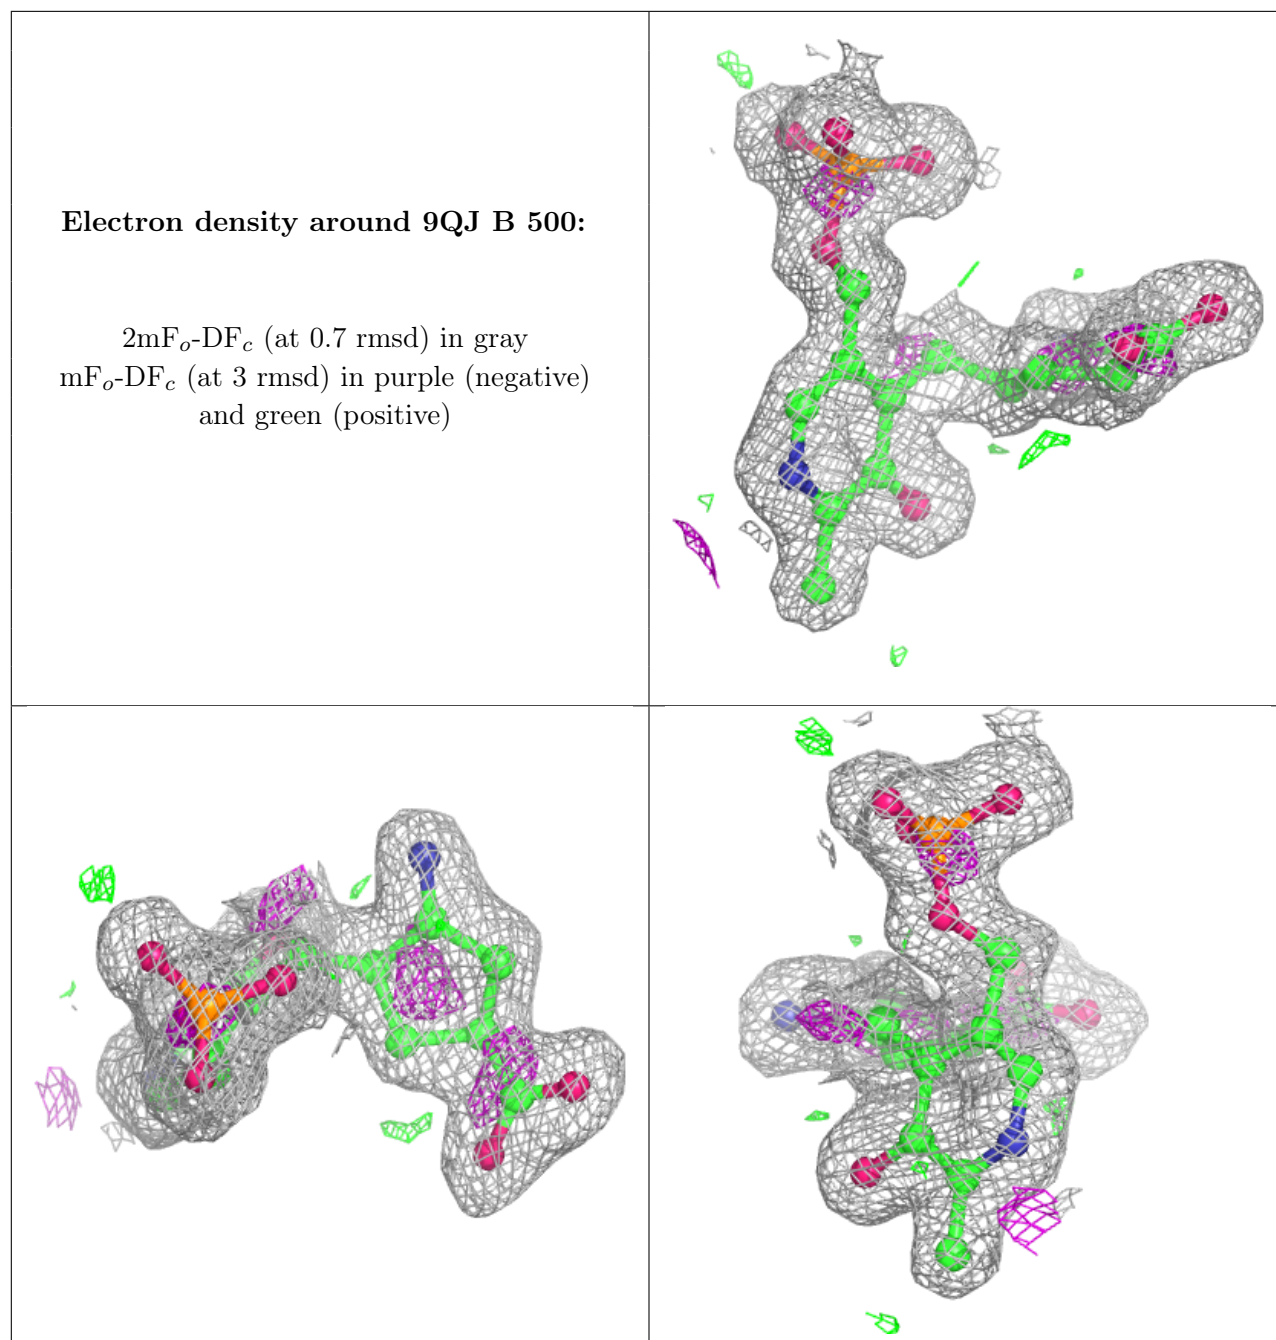 Electron density around 9QJ B 500:
2mFₒ-DF𝒸 (at 0.7 rmsd) in gray
mFₒ-DF𝒸 (at 3 rmsd) in purple (negative)
and green (positive)